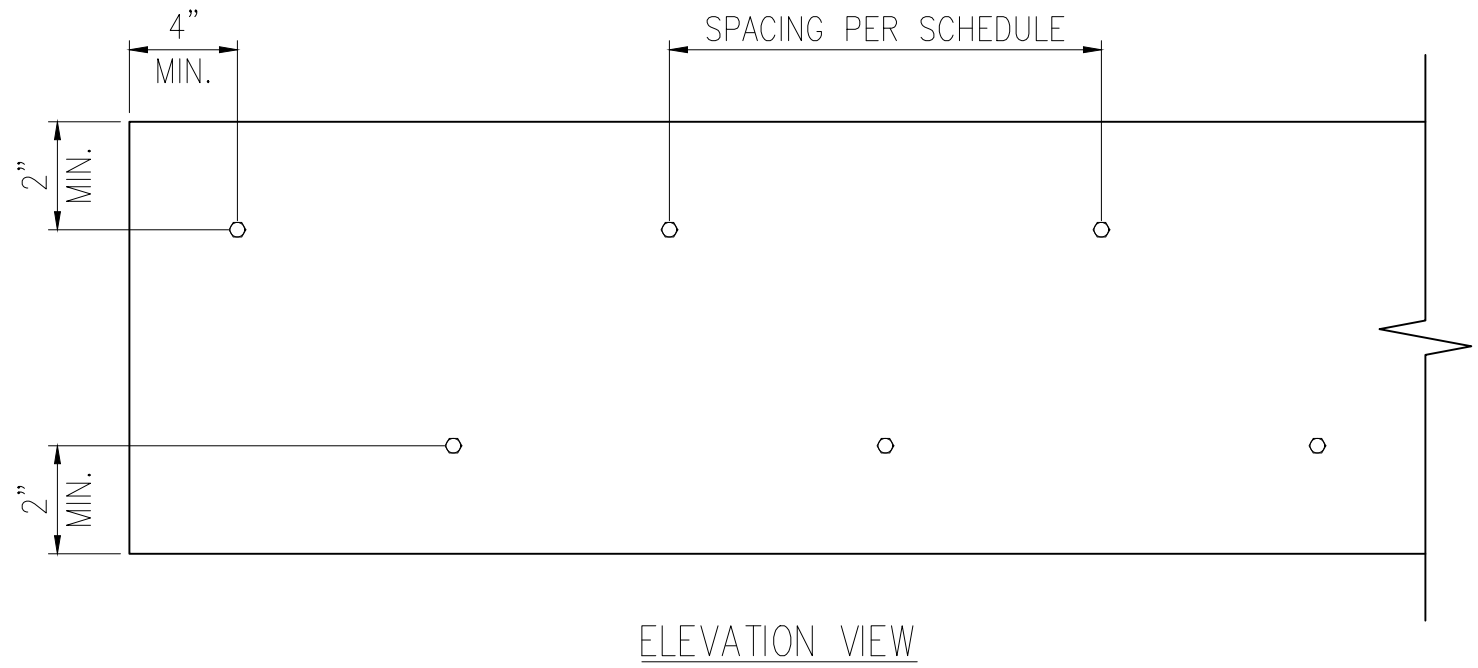 4”
MIN.
SPACING PER SCHEDULE
2”
MIN.
2”
MIN.
ELEVATION VIEW